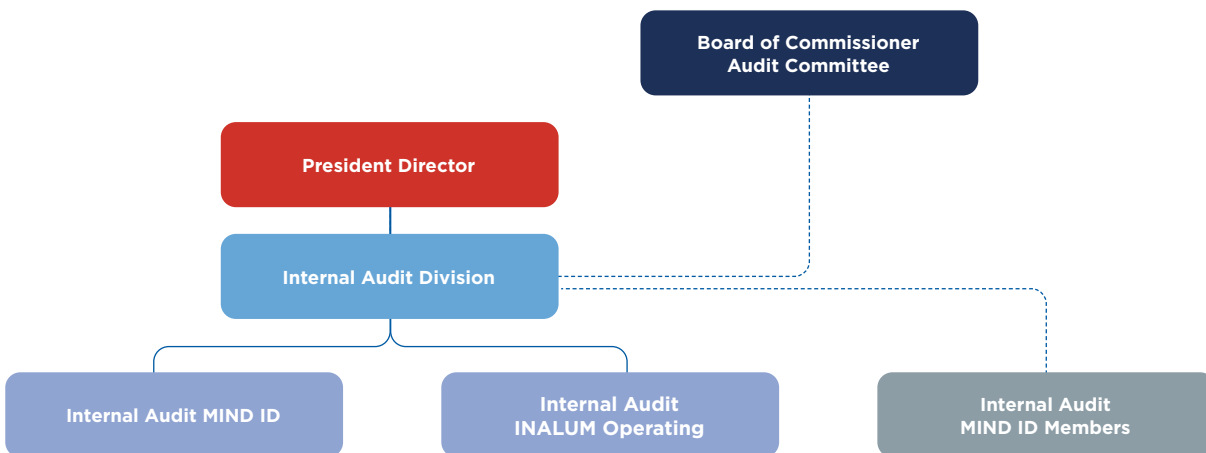 Board of Commissioner
Audit Committee
President Director
Internal Audit Division
Internal Audit MIND ID
Internal Audit
INALUM Operating
Internal Audit
MIND ID Members